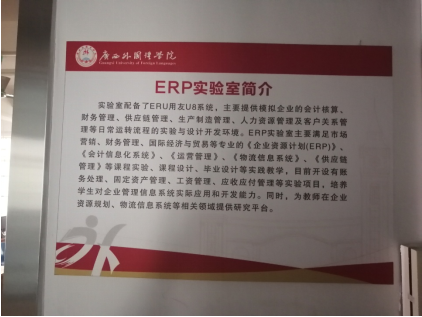 广西外国语学院
Guangxi University of Foreign Languages
ERP实验室简介
实验室配备了ERU用友U8系统，主要提供模拟企业的会计核算、
财务管理、供应链管理、生产制造管理、人力资源管理及客户关系管
理等日常运转流程的实验与设计开发环境。ERP实验室主要满足市场
营销、财务管理、国际经济与贸易等专业的《企业资源计划(ERP)》、
《会计信息化系统》、《运营管理》、《物流信息系统》、《供应链
管理》等课程实验、课程设计、毕业设计等实践教学，目前开设有账
务处理、固定资产管理、工资管理、应收应付管理等实验项目，培养
学生对企业管理信息系统实际应用和开发能力。同时，为教师在企业
资源规划、物流信息系统等相关领域提供研究平台。